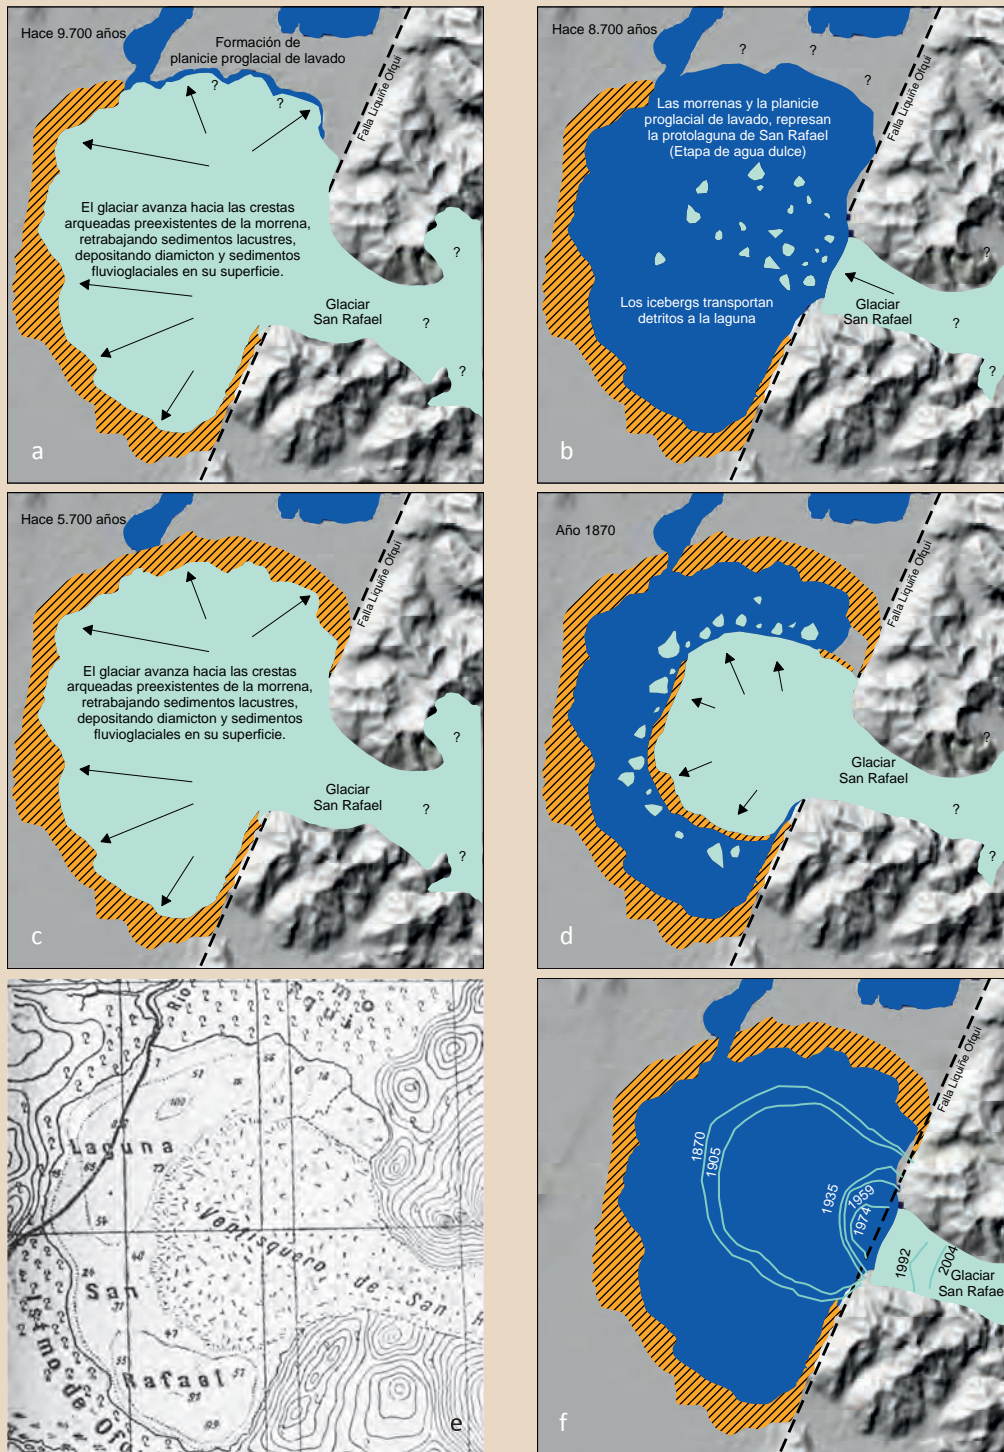 Hace 9.700 años
Formación de
planicie proglacial de lavado
?
?
Falla Liquiñe Ofqui
El glaciar avanza hacia las crestas
arqueadas preexistentes de la morrena,
retrabajando sedimentos lacustres,
depositando diamicton y sedimentos
fluvioglaciales en su superficie.
?
Glaciar
San Rafael
?
?
a
Hace 8.700 años
?
?
?
Falla Liquiñe Ofqui
Las morrenas y la planicie
proglacial de lavado, represan
la protolaguna de San Rafael
(Etapa de agua dulce)
?
Los icebergs transportan
detritos a la laguna
Glaciar
San Rafael
?
?
b
Hace 5.700 años
Falla Liquiñe Ofqui
El glaciar avanza hacia las crestas
arqueadas preexistentes de la morrena,
retrabajando sedimentos lacustres,
depositando diamicton y sedimentos
fluvioglaciales en su superficie.
?
Glaciar
San Rafael
?
?
c
Año 1870
Falla Liquiñe Ofqui
?
Glaciar
San Rafael
?
?
d
Rio
Laguna
San
Rafael
Ventisquero de San
Istmo de Ofq
e
Falla Liquiñe Ofqui
1870
1905
1935
1959
1974
1992
2004
Glaciar
San Rafae
f